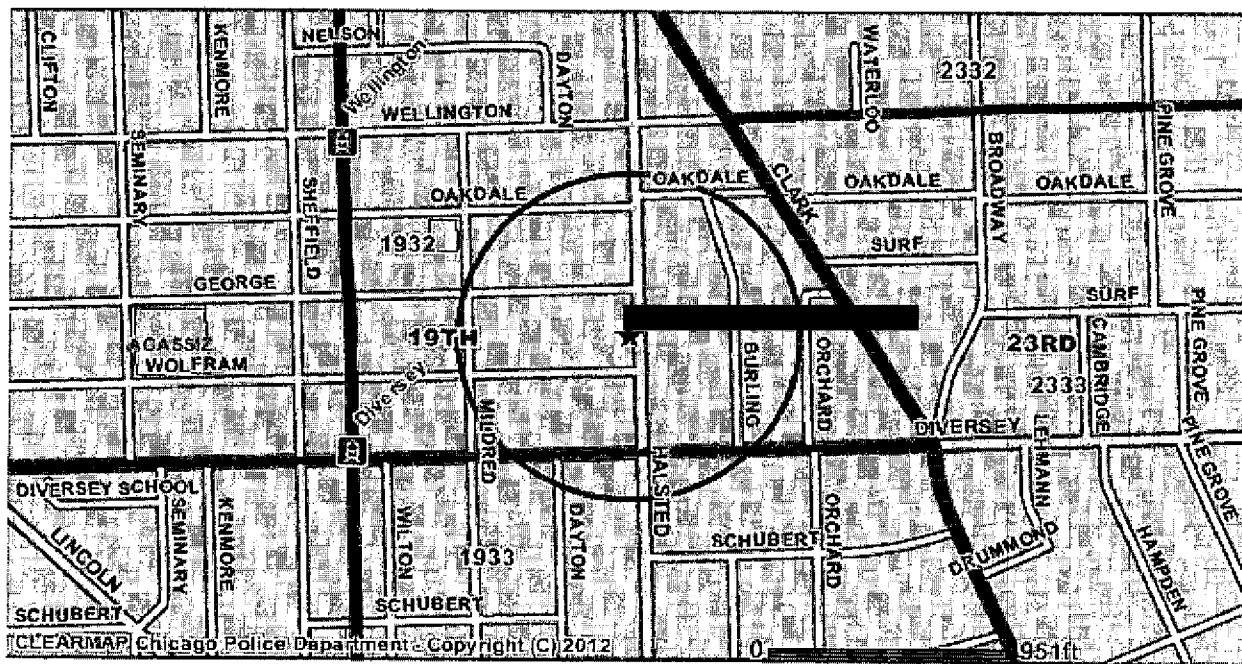 CLIFTON
KENMORE
NELSON
Wellington
DAYTON
WATERLOO
2332
WELLINGTON
PINE GROVE
SEMINARY
SHEFFIELD
OAKDALE
OAKDALE
CLARK
OAKDALE
BROADWAY
OAKDALE
1932
SURF
GEORGE
SURF
PINE GROVE
19TH
AGASSIZ
WOLFRAM
BURLING
ORCHARD
23RD
CAMBRIDGE
2333
Diversey
MILDRED
DIVERSEY
LEHMANN
PINE GROVE
HALSTED
DIVERSEY SCHOOL
SEMINARY
KENMORE
WILTON
DAYTON
ORCHARD
LINCOLN
1933
SCHUBERT
DRUMMOND
HAMPDEN
SCHUBERT
SCHUBERT
CLEARMAP Chicago Police Department - Copyright (C) 2012
0 951ft